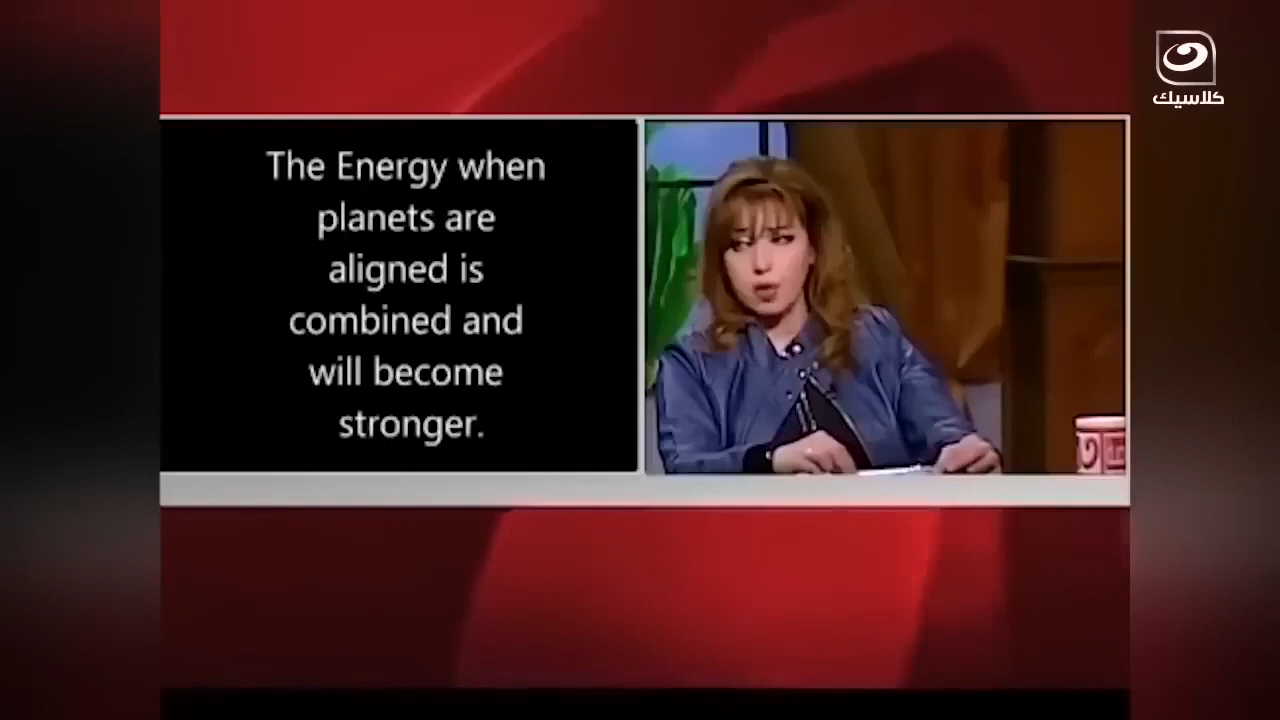 The Energy when
planets are
aligned is
combined and
will become
stronger.
كلاسيك